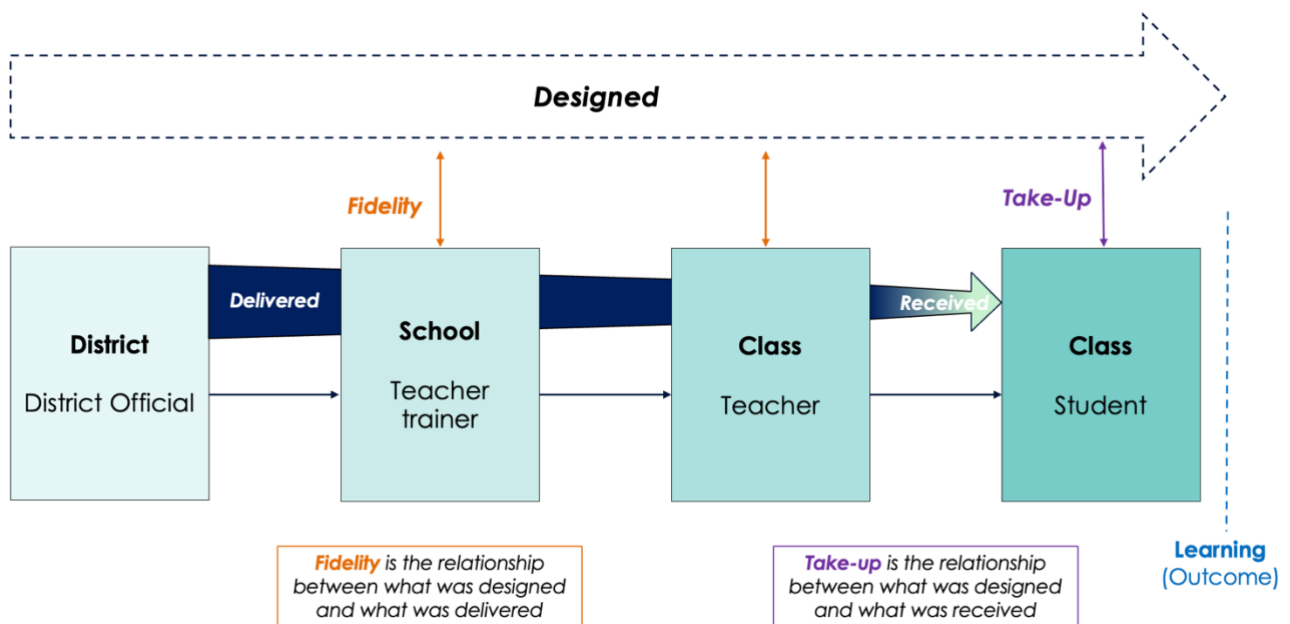 Designed
Fidelity
Take-Up
Delivered
Received
District
District Official
School
Teacher
trainer
Class
Teacher
Class
Student
Fidelity is the relationship
between what was designed
and what was delivered
Take-up is the relationship
between what was designed
and what was received
Learning
(Outcome)